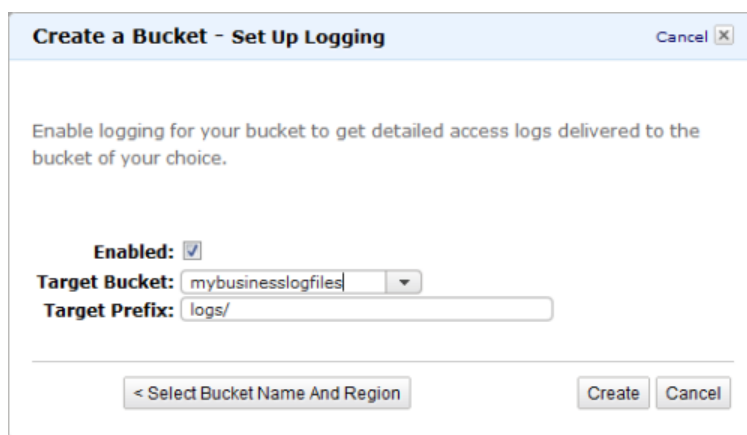 Create a Bucket - Set Up Logging Cancel
Enable logging for your bucket to get detailed access logs delivered to the
bucket of your choice.
Enabled:
Target Bucket: mybusinesslogfiles
Target Prefix: logs/
< Select Bucket Name And Region Create Cancel